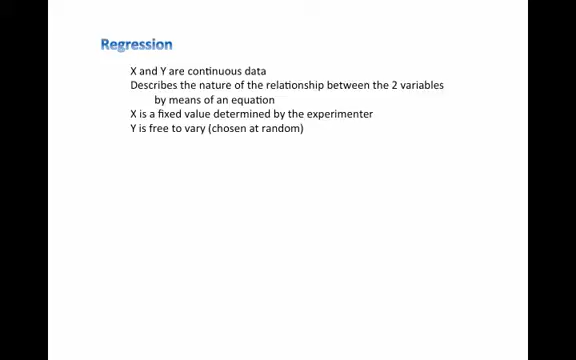 Regression
X and Y are continuous data
Describes the nature of the relationship between the 2 variables
by means of an equation
X is a fixed value determined by the experimenter
Y is free to vary (chosen at random)